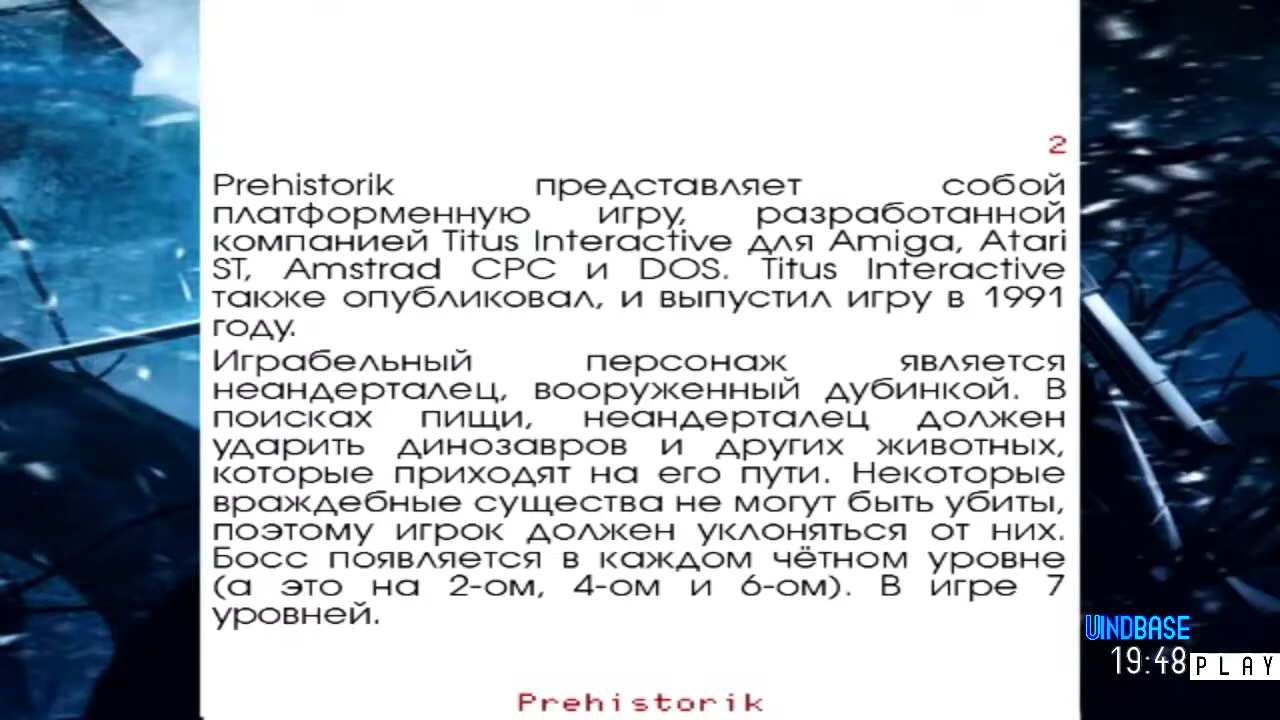 2
Prehistorik представляет собой
платформенную игру, разработанной
компанией Titus Interactive для Amiga, Atari
ST, Amstrad CPC и DOS. Titus Interactive
также опубликовал, и выпустил игру в 1991
году.
Играбельный персонаж является
неандерталец, вооруженный дубинкой. В
поисках пищи, неандерталец должен
ударить динозавров и других животных,
которые приходят на его пути. Некоторые
враждебные существа не могут быть убиты,
поэтому игрок должен уклоняться от них.
Босс появляется в каждом чётном уровне
(а это на 2-ом, 4-ом и 6-ом). В игре 7
уровней.
UINDBASE
19:48 PLAY
Prehistorik